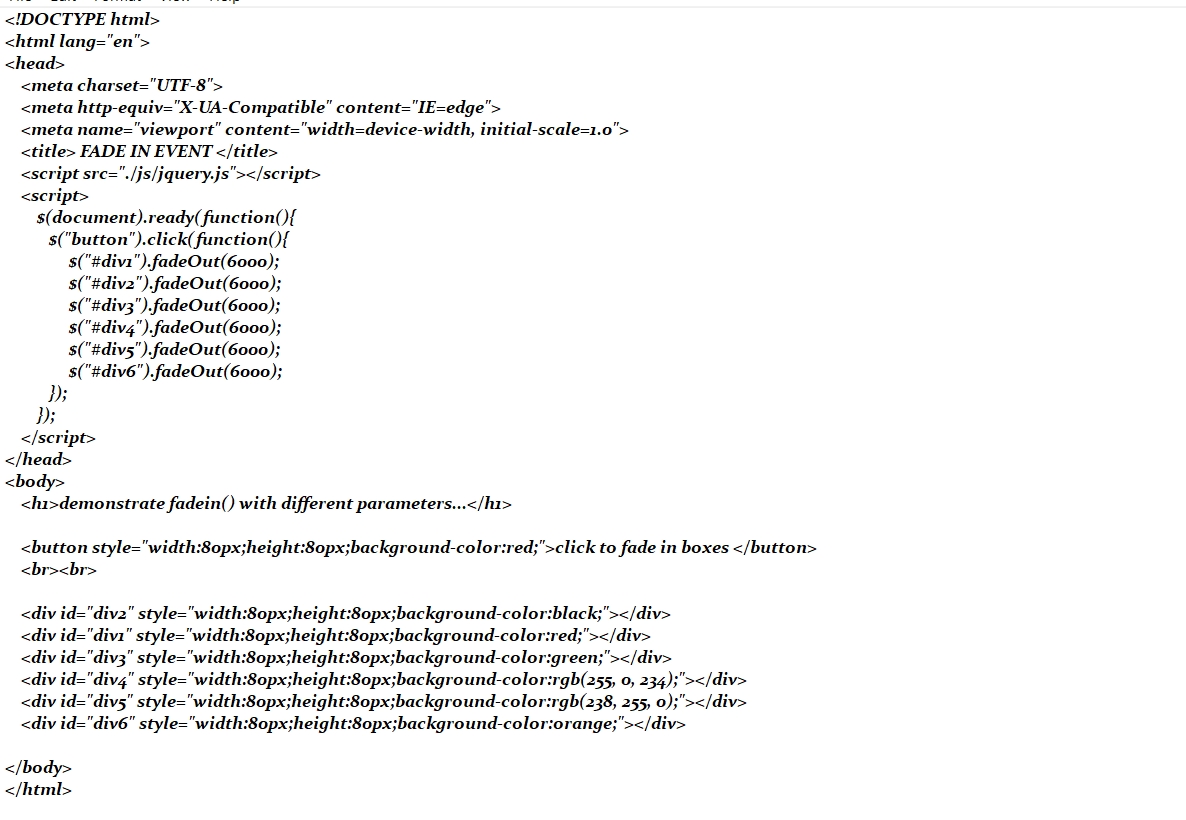 <!DOCTYPE html>
<html lang="en">
<head>
<meta charset="UTF-8">
<meta http-equiv="X-UA-Compatible" content="IE=edge">
<meta name="viewport" content="width=device-width, initial-scale=1.0">
<title> FADE IN EVENT </title>
<script src="./js/jquery.js"></script>
<script>
$(document).ready(function(){
$("button").click(function(){
$("#div1").fadeOut(6000);
$("#div2").fadeOut(6000);
$("#div3").fadeOut(6000);
$("#div4").fadeOut(6000);
$("#div5").fadeOut(6000);
$("#div6").fadeOut(6000);
});
});
</script>
</head>
<body>
<h1>demonstrate fadein() with different parameters...</h1>
<button style="width:80px;height:80px;background-color:red;">click to fade in boxes </button>
<br><br>
<div id="div2" style="width:80px;height:80px;background-color:black;"></div>
<div id="div1" style="width:80px;height:80px;background-color:red;"></div>
<div id="div3" style="width:80px;height:80px;background-color:green;"></div>
<div id="div4" style="width:80px;height:80px;background-color:rgb(255, 0, 234);"></div>
<div id="div5" style="width:80px;height:80px;background-color:rgb(238, 255, 0);"></div>
<div id="div6" style="width:80px;height:80px;background-color:orange;"></div>
</body>
</html>